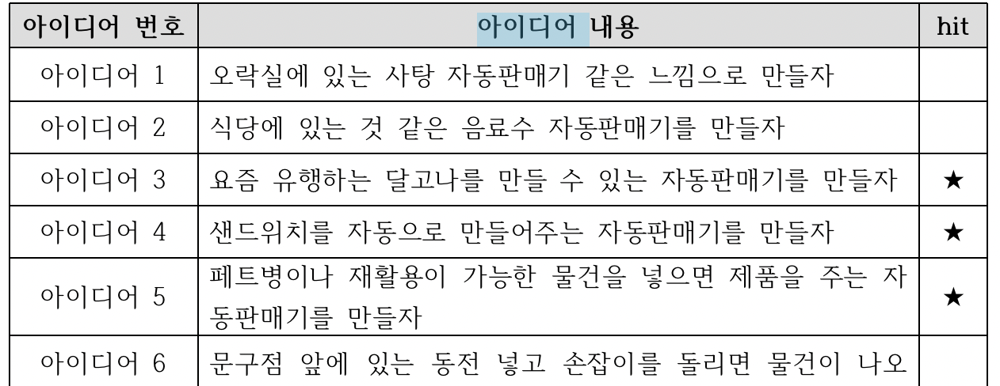 아이디어 번호 아이디어 내용 hit
아이디어 1 오락실에 있는 사탕 자동판매기 같은 느낌으로 만들자
아이디어 2 식당에 있는 것 같은 음료수 자동판매기를 만들자
아이디어 3 요즘 유행하는 달고나를 만들 수 있는 자동판매기를 만들자 ★
아이디어 4 샌드위치를 자동으로 만들어주는 자동판매기를 만들자 ★
아이디어 5 페트병이나 재활용이 가능한 물건을 넣으면 제품을 주는 자 ★
동판매기를 만들자
아이디어 6 문구점 앞에 있는 동전 넣고 손잡이를 돌리면 물건이 나오